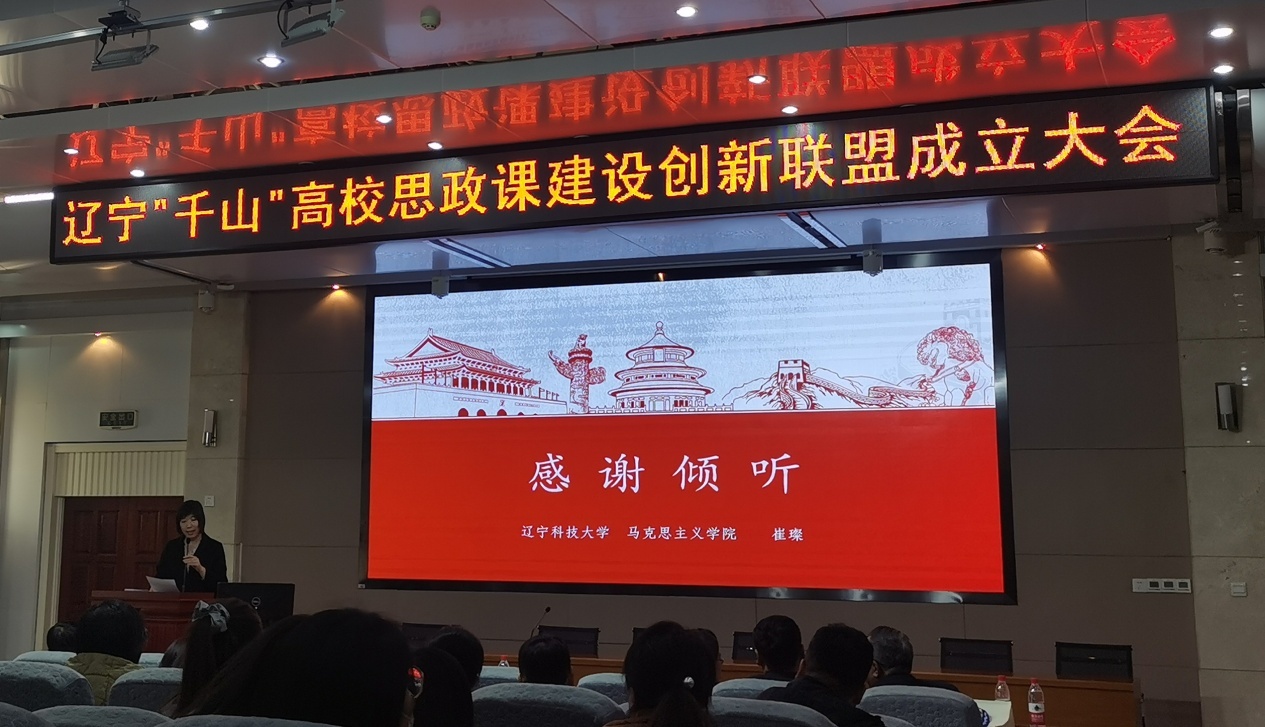 辽宁"千山"高校思政课建设创新联盟成立大会
感谢倾听
辽宁科技大学 马克思主义学院 崔璨